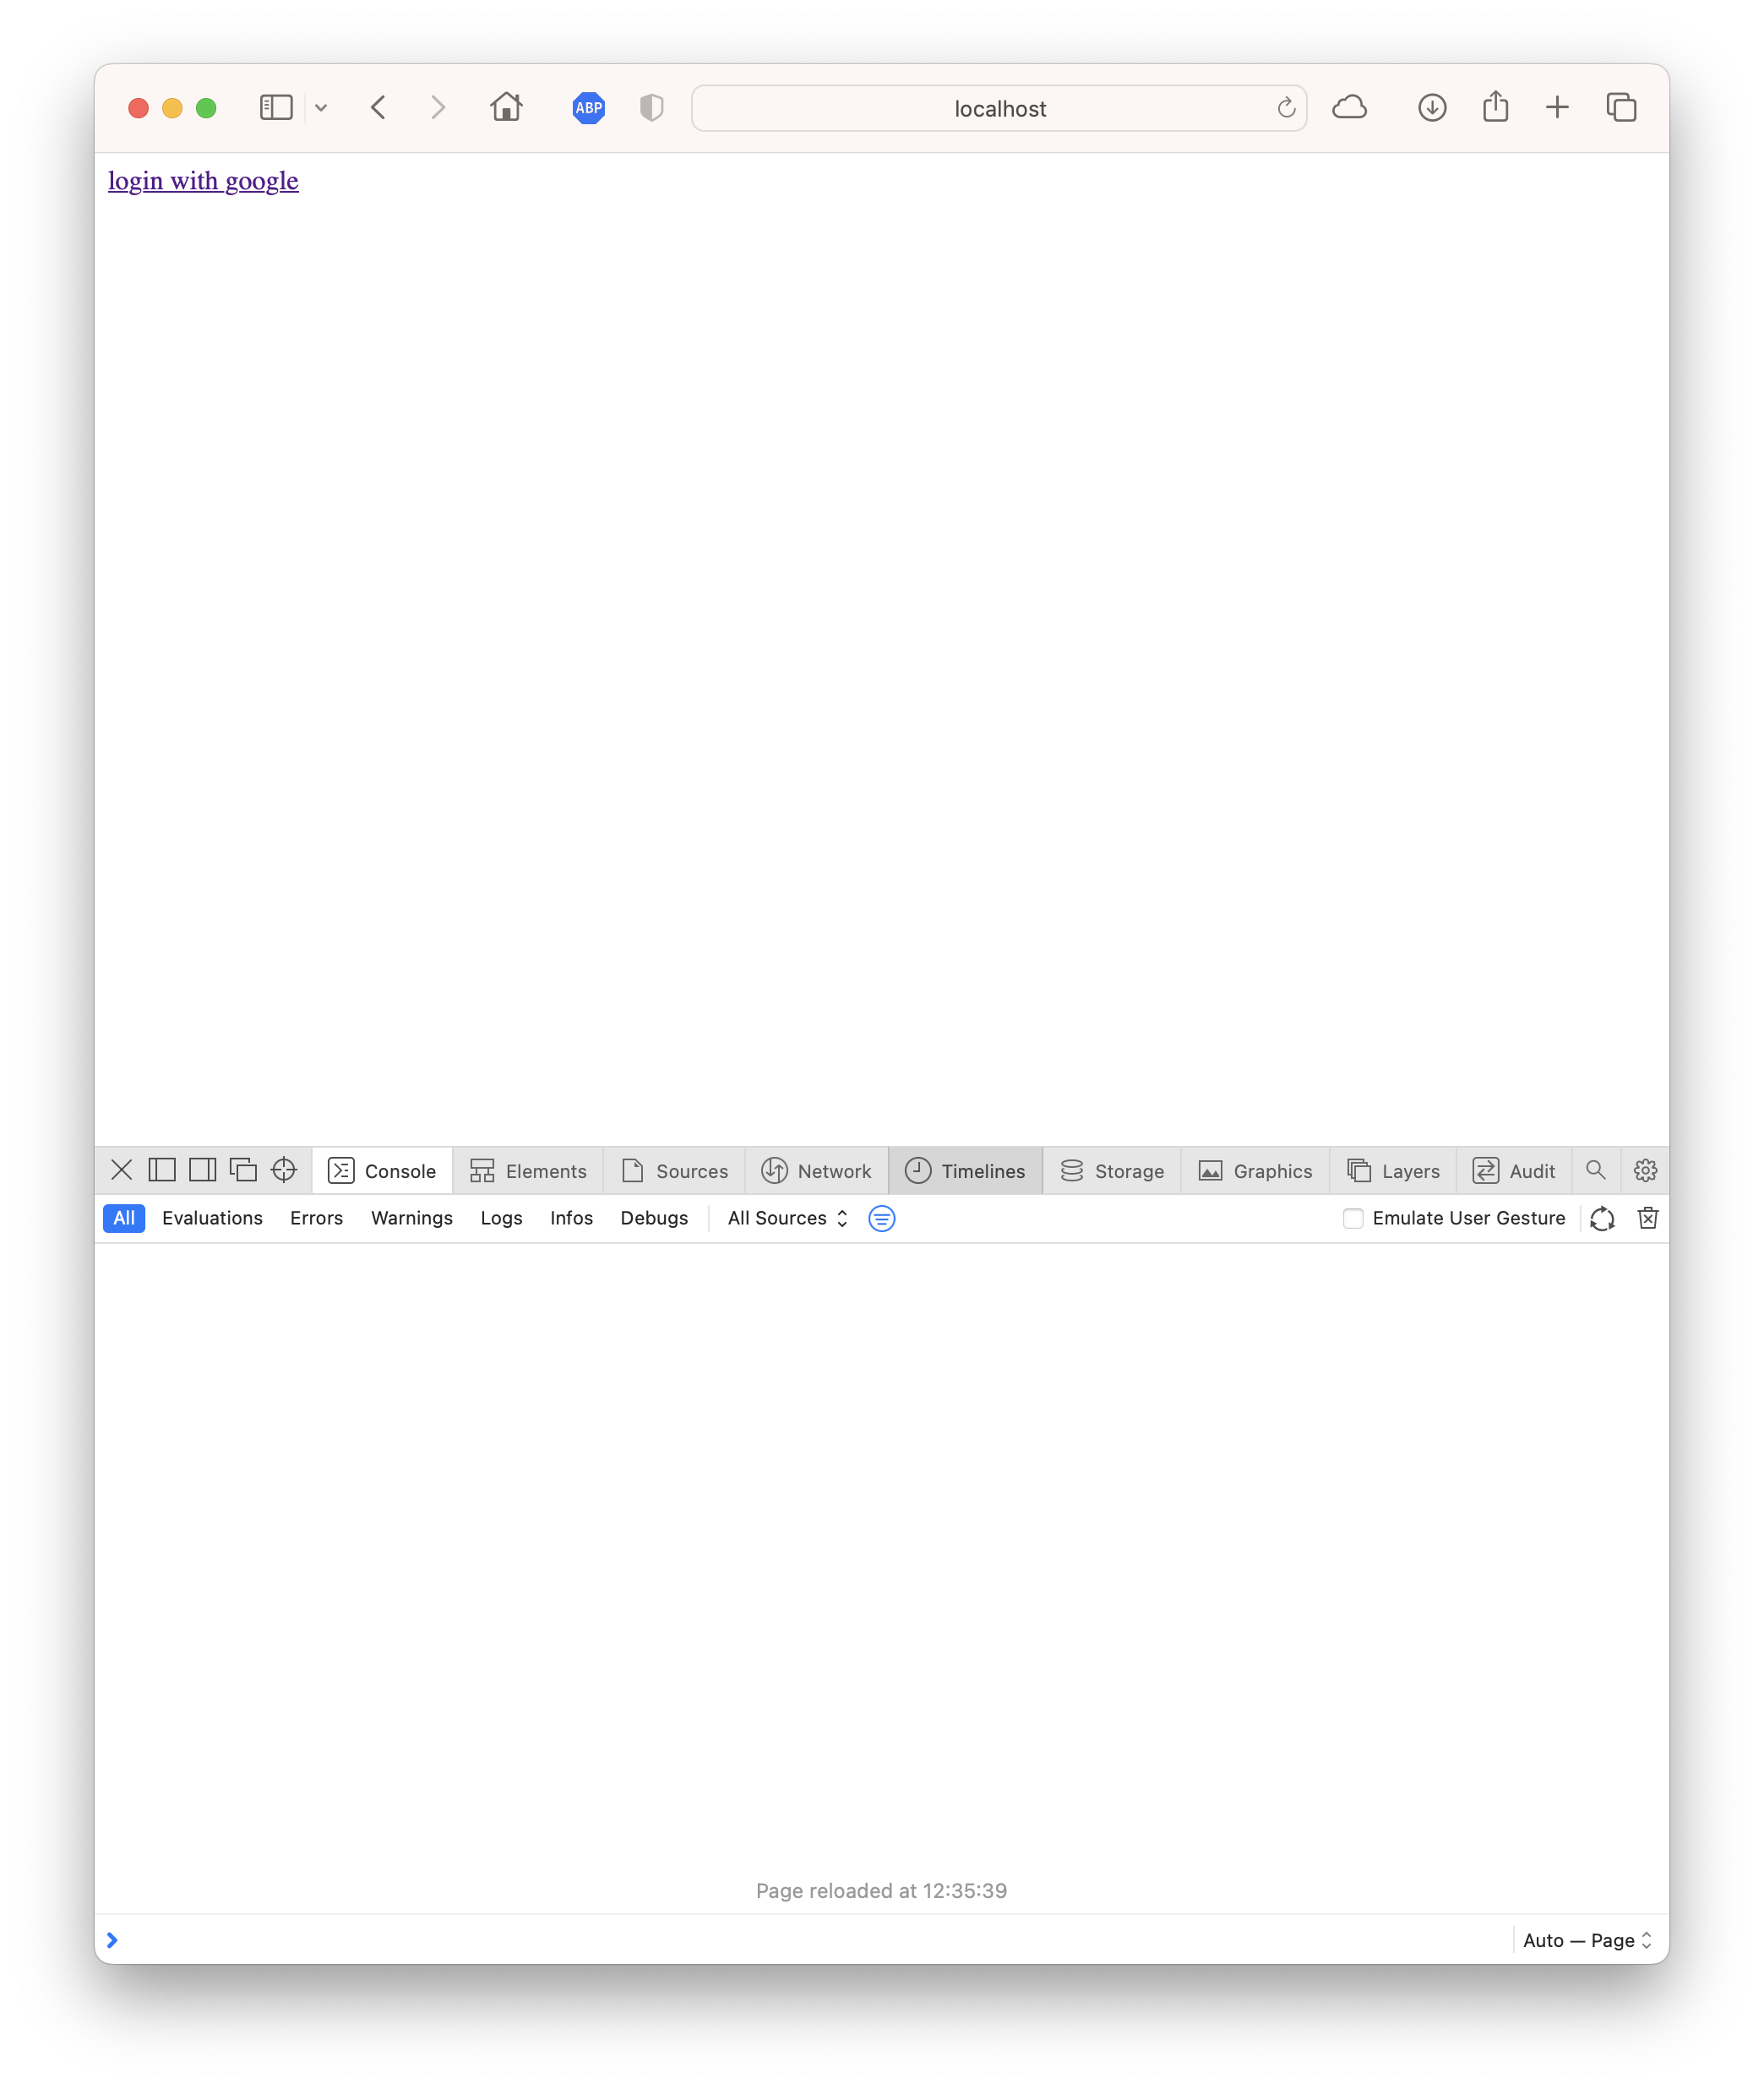 ABP
localhost
login with google
Console Elements Sources Network Timelines Storage Graphics Layers Audit
All Evaluations Errors Warnings Logs Infos Debugs All Sources Emulate User Gesture
Page reloaded at 12:35:39
Auto — Page